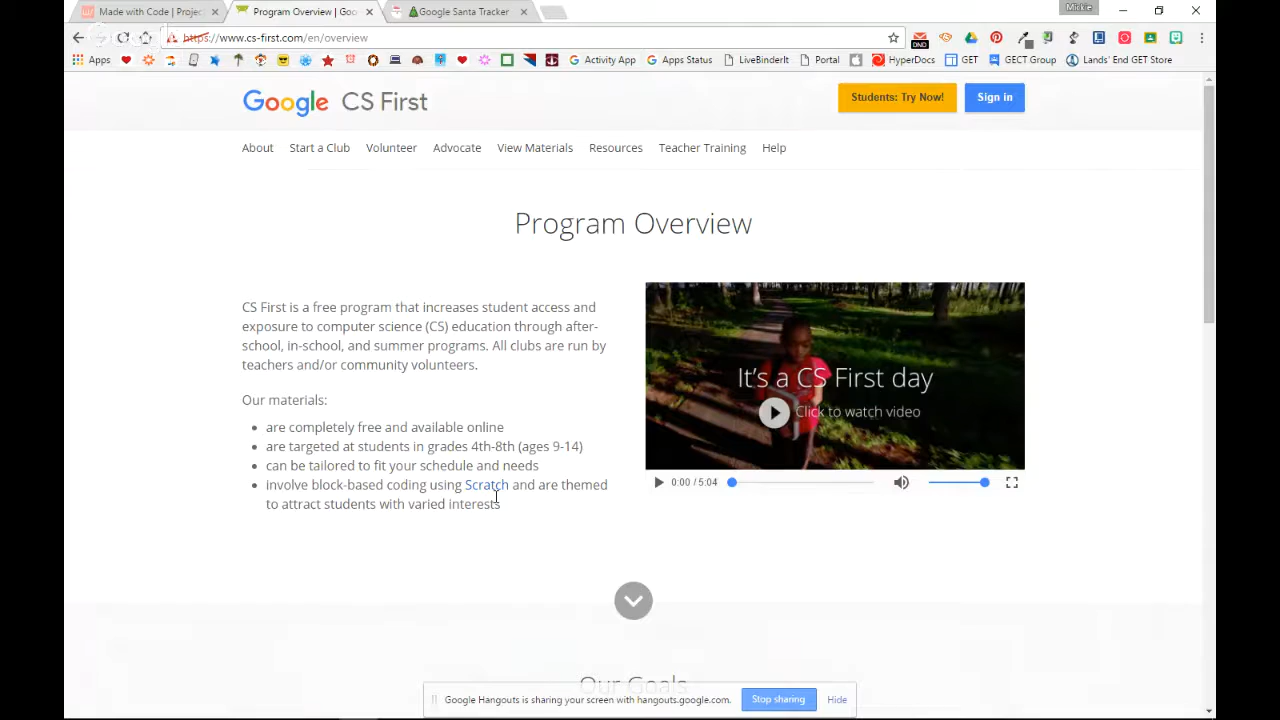 Made with Code | Projec
Program Overview | Goo
Google Santa Tracker
Mirkle
https://www.cs-first.com/en/overview
DND
Apps
Activity App
Apps Status
LiveBinderIt
Portal
HyperDocs
GET
GECT Group
Lands' End GET Store
Google CS First
Students: Try Now!
Sign in
About
Start a Club
Volunteer
Advocate
View Materials
Resources
Teacher Training
Help
Program Overview
CS First is a free program that increases student access and
exposure to computer science (CS) education through after-
school, in-school, and summer programs. All clubs are run by
teachers and/or community volunteers.
Our materials:
are completely free and available online
are targeted at students in grades 4th-8th (ages 9-14)
can be tailored to fit your schedule and needs
involve block-based coding using Scratch and are themed
to attract students with varied interests
It's a CS First day
Click to watch video
0:00 / 5:04
Our Goals
Google Hangouts is sharing your screen with hangouts.google.com.
Stop sharing
Hide